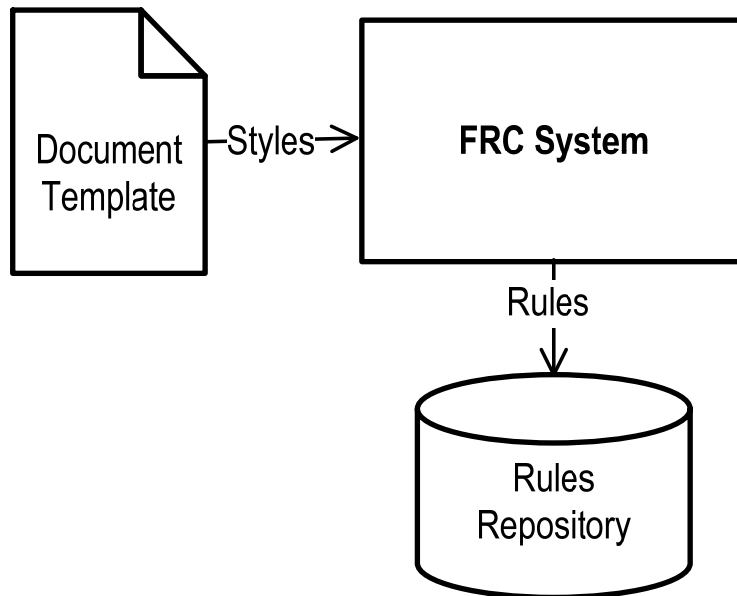 Document
Template
Styles
FRC System
Rules
Rules
Repository